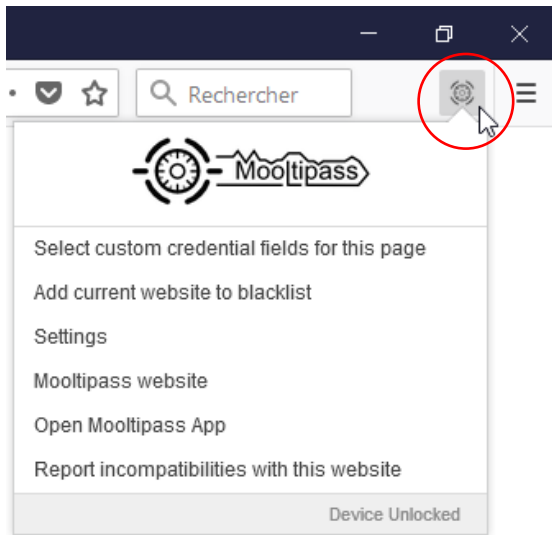 Rechercher
Mooltipass
Select custom credential fields for this page
Add current website to blacklist
Settings
Mooltipass website
Open Mooltipass App
Report incompatibilities with this website
Device Unlocked